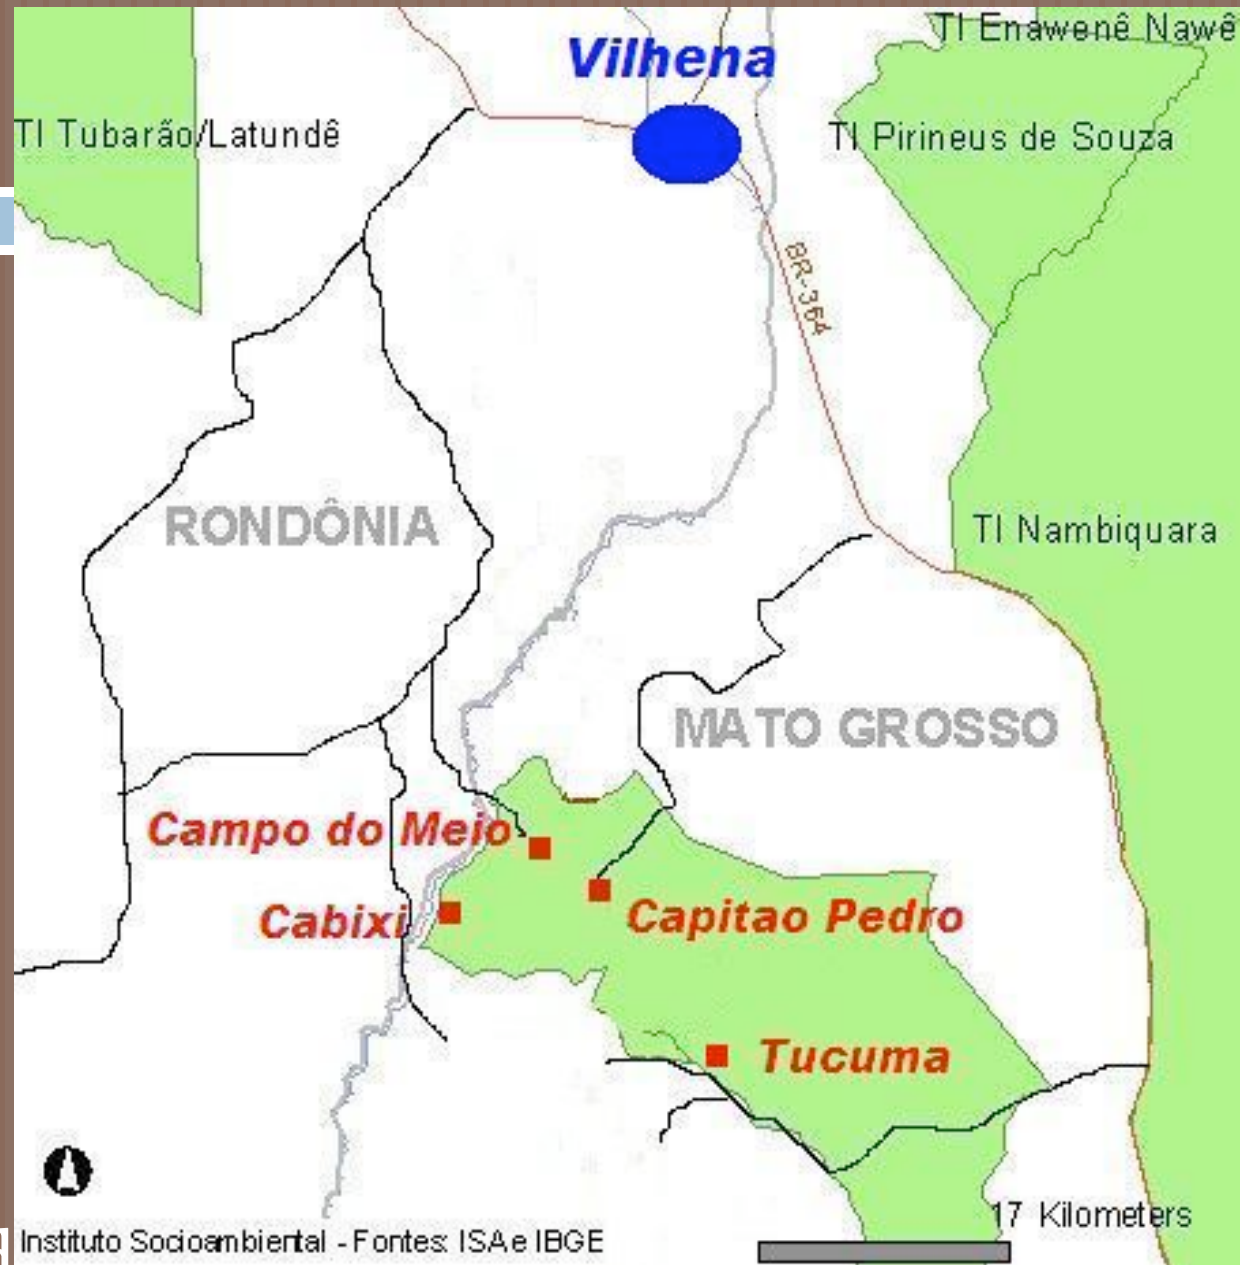 Vilhena
TI Enawenê Nawê
TI Tubarão/Latundê
TI Pirineus de Souza
BR-364
RONDÔNIA
TI Nambiquara
MATO GROSSO
Campo do Meio
Cabixi
Capitao Pedro
Tucuma
17 Kilometers
Instituto Socioambiental - Fontes: ISA e IBGE